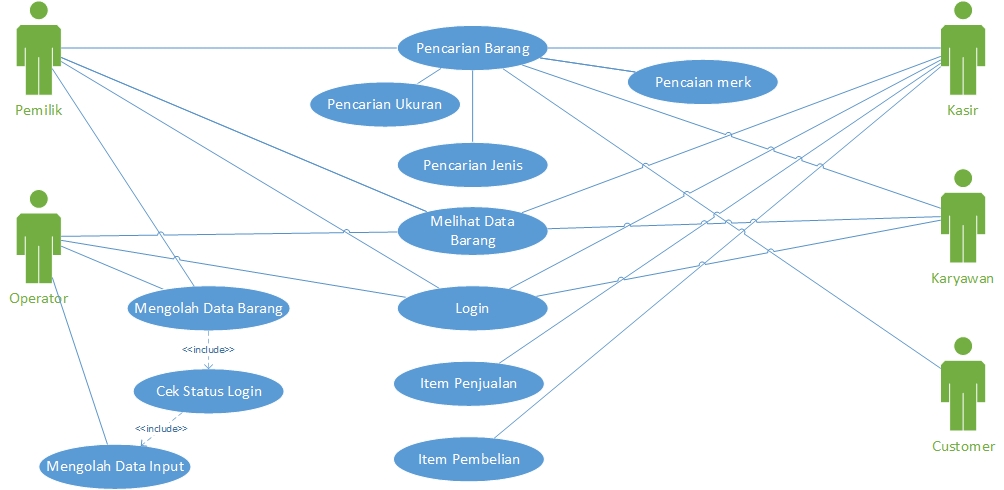 Pencarian Barang
Pencaian merk
Pencarian Ukuran
Pemilik
Kasir
Pencarian Jenis
Melihat Data
Barang
Karyawan
Operator
Mengolah Data Barang
Login
<<include>>
Cek Status Login
Item Penjualan
<<include>>
Customer
Mengolah Data Input
Item Pembelian